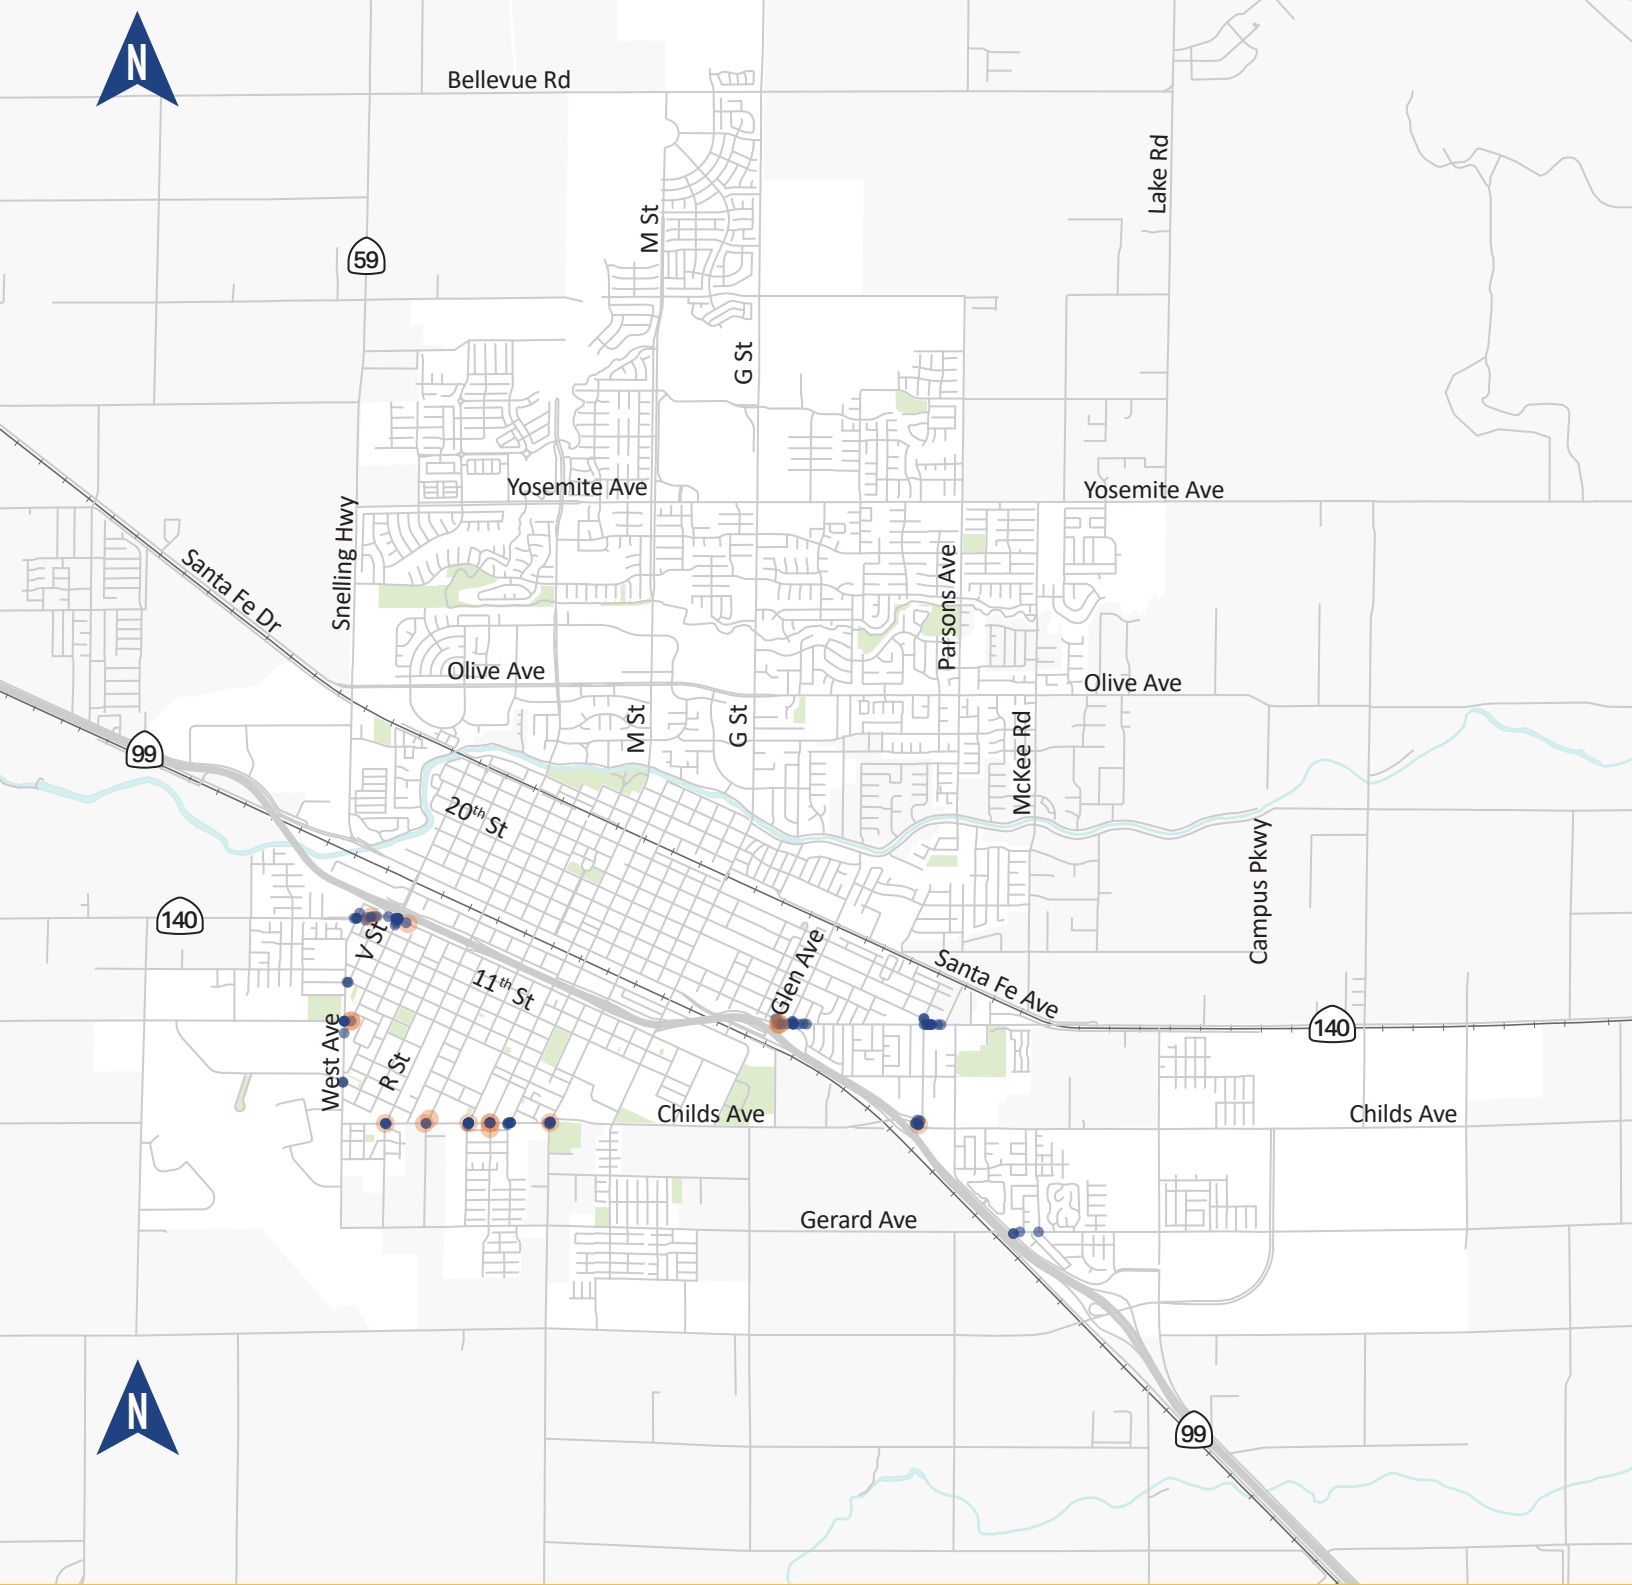 N
Bellevue Rd
Lake Rd
M St
59
G St
Yosemite Ave
Yosemite Ave
Snelling Hwy
Santa Fe Dr
Parsons Ave
Olive Ave
Olive Ave
M St
G St
McKee Rd
99
20th St
Campus Pkwy
140
V St
Glen Ave
Santa Fe Ave
11th St
140
West Ave
R St
Childs Ave
Childs Ave
Gerard Ave
N
99